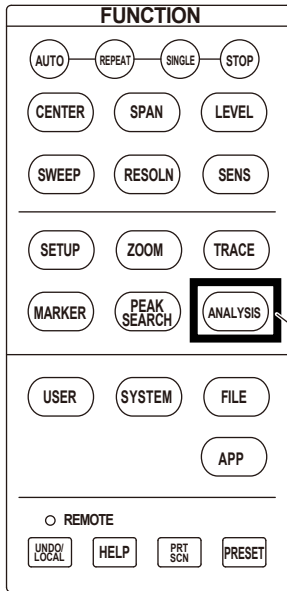 FUNCTION
AUTO REPEAT SINGLE STOP
CENTER SPAN LEVEL
SWEEP RESOLN SENS
SETUP ZOOM TRACE
MARKER PEAK SEARCH ANALYSIS
USER SYSTEM FILE
APP
REMOTE
UNDO/ LOCAL HELP PRT SCN PRESET